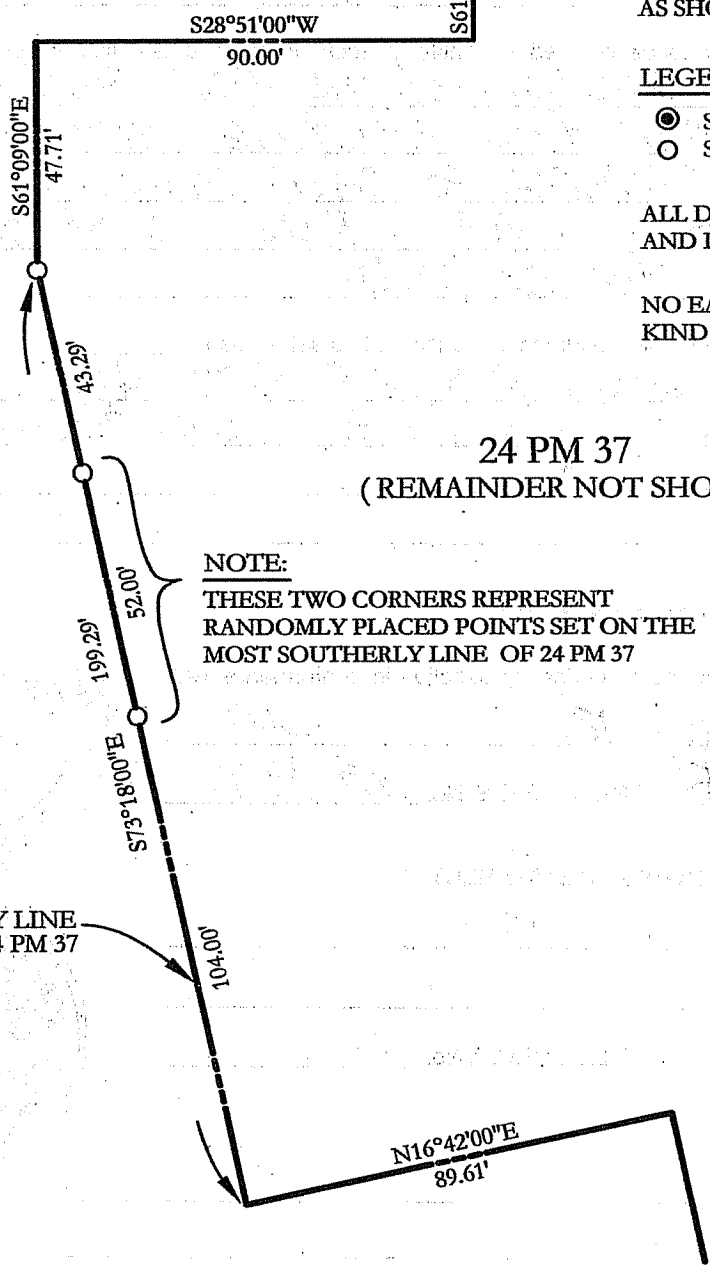 S28°51'00"W
90.00'
S61
AS SHO
S61°09'00"E
47.71'
LEGE
S
S
ALL D
AND I
NO EA
KIND
43.29'
24 PM 37
( REMAINDER NOT SHO
52.00'
199.29'
NOTE:
THESE TWO CORNERS REPRESENT
RANDOMLY PLACED POINTS SET ON THE
MOST SOUTHERLY LINE OF 24 PM 37
S73°18'00"E
Y LINE
4 PM 37
104.00'
N16°42'00"E
89.61'